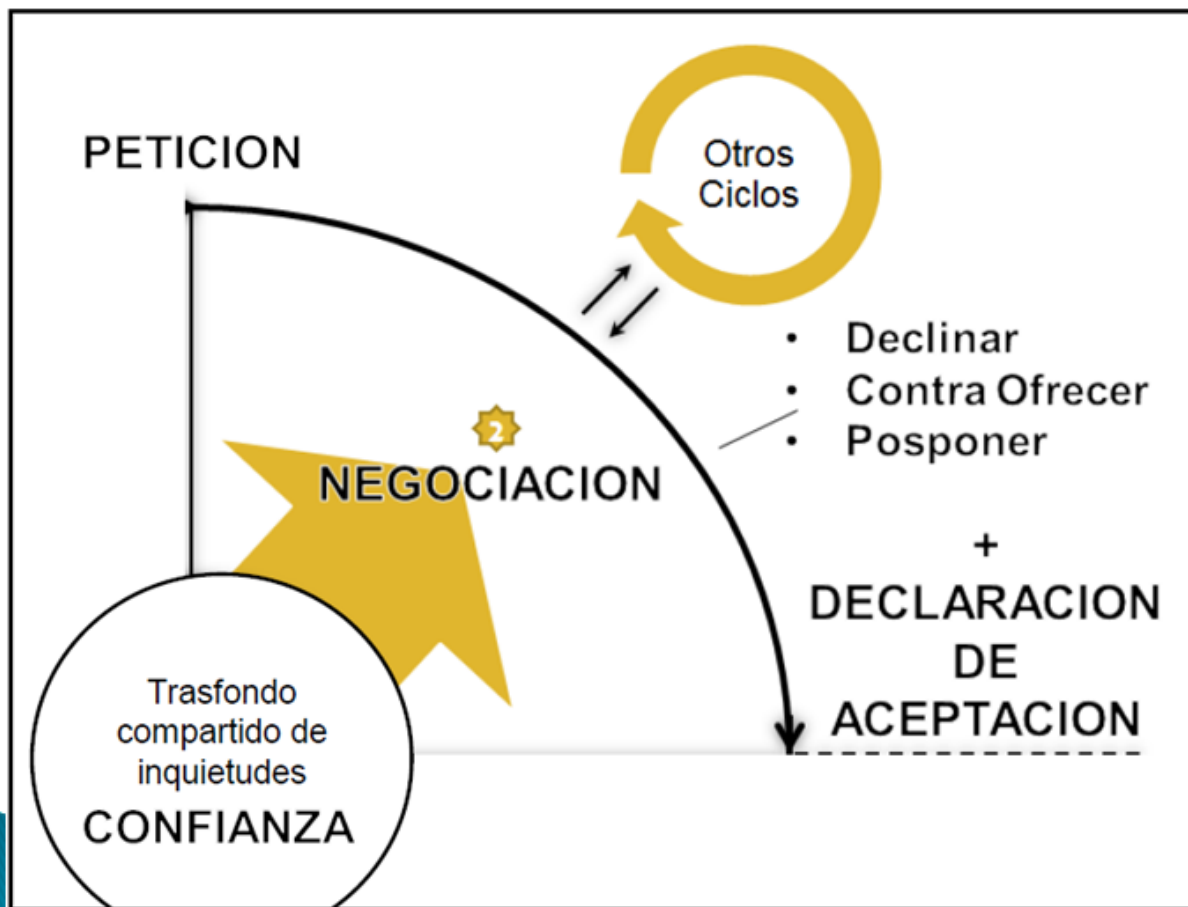 PETICION
Otros
Ciclos
• Declinar
• Contra Ofrecer
• Posponer
2
NEGOCIACION
+
DECLARACION
DE
ACEPTACION
Trasfondo
compartido de
inquietudes
CONFIANZA